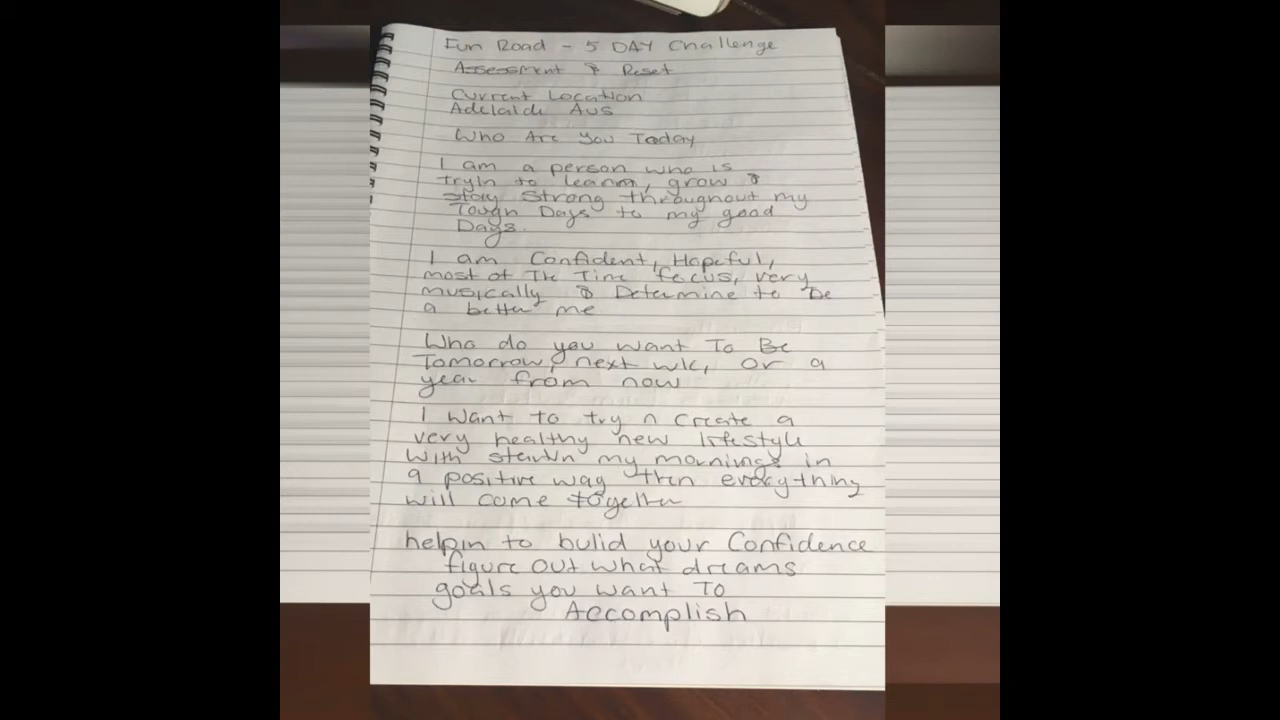 Fun Road - 5 DAY Challenge
Assessment & Reset
Current Location
Adelaide Aus
Who Are You Today
I am a person who is
tryin to learn, grow &
stay strong throughout my
Tough Days to my good
Days.
I am Confident, Hopeful,
most of The Time focus, very
musically & Determine to be
a better me
Who do you want To Be
Tomorrow, next wk, or a
year from now
I want to try n create a
very healthy new lifestyle
with startin my mornings in
a positive way then everything
will come together
helpin to bulid your Confidence
figure out what dreams
goals you want To
Accomplish